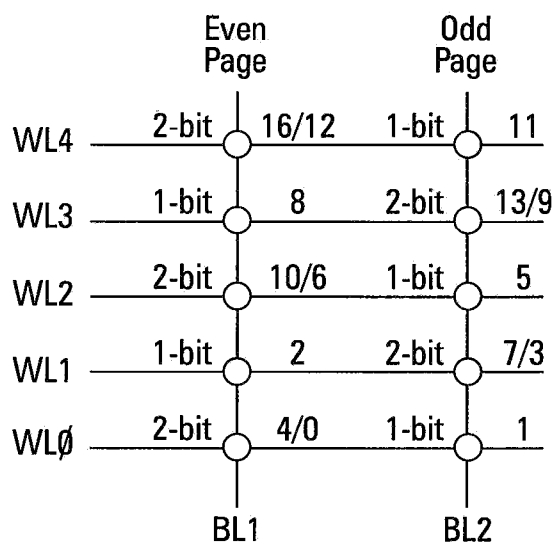 Even Page Odd Page
WL4 2-bit 16/12 1-bit 11
WL3 1-bit 8 2-bit 13/9
WL2 2-bit 10/6 1-bit 5
WL1 1-bit 2 2-bit 7/3
WLØ 2-bit 4/0 1-bit 1
BL1 BL2